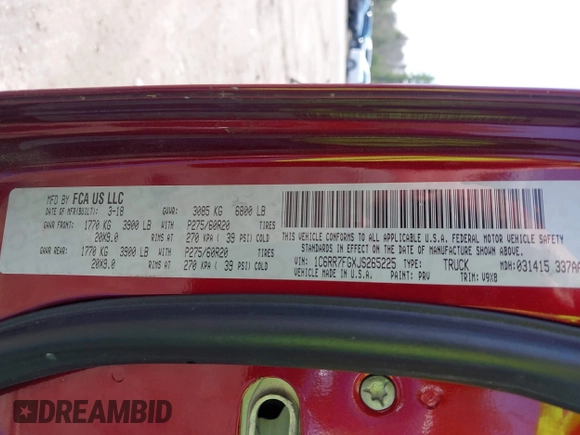 MFD BY FCA US LLC
DATE OF MFR(BUILT): 3-18 GVWR: 3085 KG 6800 LB
GAWR FRONT: 1770 KG 3900 LB WITH P275/60R20 TIRES
20X9.0 RIMS AT 270 KPA ( 39 PSI) COLD
GAWR REAR: 1770 KG 3900 LB WITH P275/60R20 TIRES
20X9.0 RIMS AT 270 KPA ( 39 PSI) COLD
THIS VEHICLE CONFORMS TO ALL APPLICABLE U.S.A. FEDERAL MOTOR VEHICLE SAFETY
STANDARDS IN EFFECT ON THE DATE OF MANUFACTURE SHOWN ABOVE.
VIN: 1C6RR7FGXJS265225 TYPE: TRUCK MDH: 031415 337AA
PAINT: PRV TRIM: V9X8
DREAMBID